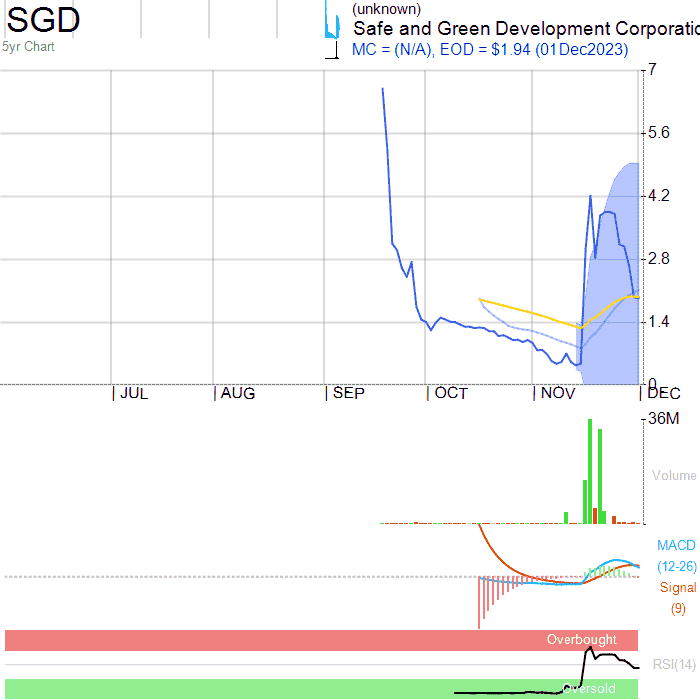 SGD
(unknown)
Safe and Green Development Corporatic
5yr Chart
MC = (N/A), EOD = $1.94 (01Dec2023)
7
5.6
4.2
2.8
1.4
0
JUL AUG SEP OCT NOV DEC
36M
Volume
MACD
(12-26)
Signal
(9)
Overbought
RSI(14)
Oversold